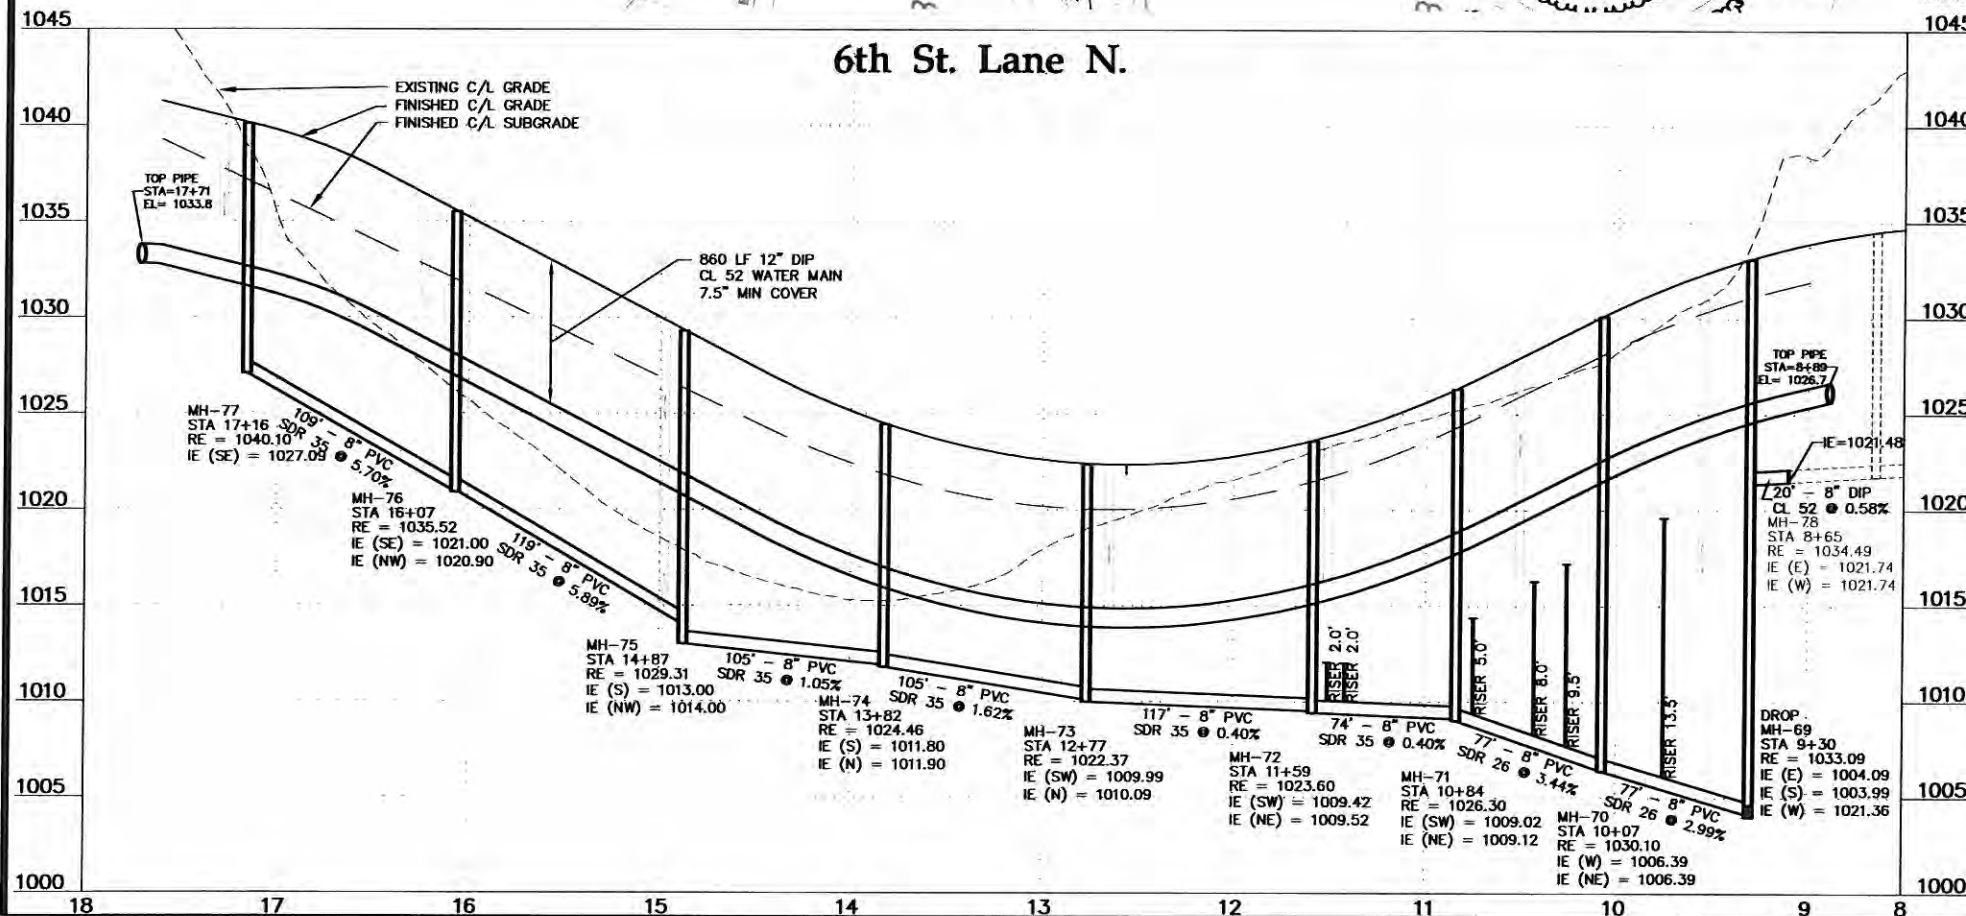 6th St. Lane N.
1045
1040
1035
1030
1025
1020
1015
1010
1005
1000
EXISTING C/L GRADE
FINISHED C/L GRADE
FINISHED C/L SUBGRADE
TOP PIPE
STA=17+71
EL= 1033.8
860 LF 12" DIP
CL 52 WATER MAIN
7.5" MIN COVER
MH-77
STA 17+16
RE = 1040.10
IE (SE) = 1027.09
109' - 8" PVC
SDR 35 @ 5.70%
MH-76
STA 16+07
RE = 1035.52
IE (SE) = 1021.00
IE (NW) = 1020.90
119' - 8" PVC
SDR 35 @ 5.89%
MH-75
STA 14+87
RE = 1029.31
IE (S) = 1013.00
IE (NW) = 1014.00
105' - 8" PVC
SDR 35 @ 1.05%
MH-74
STA 13+82
RE = 1024.46
IE (S) = 1011.80
IE (N) = 1011.90
105' - 8" PVC
SDR 35 @ 1.62%
MH-73
STA 12+77
RE = 1022.37
IE (SW) = 1009.99
IE (N) = 1010.09
117' - 8" PVC
SDR 35 @ 0.40%
MH-72
STA 11+59
RE = 1023.60
IE (SW) = 1009.42
IE (NE) = 1009.52
RISER 2.0'
RISER 2.0'
74' - 8" PVC
SDR 35 @ 0.40%
MH-71
STA 10+84
RE = 1026.30
IE (SW) = 1009.02
IE (NE) = 1009.12
RISER 5.0'
RISER 8.0'
RISER 9.5'
77' - 8" PVC
SDR 26 @ 3.44%
MH-70
STA 10+07
RE = 1030.10
IE (W) = 1006.39
IE (NE) = 1006.39
RISER 13.5'
77' - 8" PVC
SDR 26 @ 2.99%
TOP PIPE
STA=8+89
EL= 1026.7
IE=1021.48
20' - 8" DIP
CL 52 @ 0.58%
MH-78
STA 8+65
RE = 1034.49
IE (E) = 1021.74
IE (W) = 1021.74
DROP
MH-69
STA 9+30
RE = 1033.09
IE (E) = 1004.09
IE (S) = 1003.99
IE (W) = 1021.36
1045
1040
1035
1030
1025
1020
1015
1010
1005
1000
18 17 16 15 14 13 12 11 10 9 8